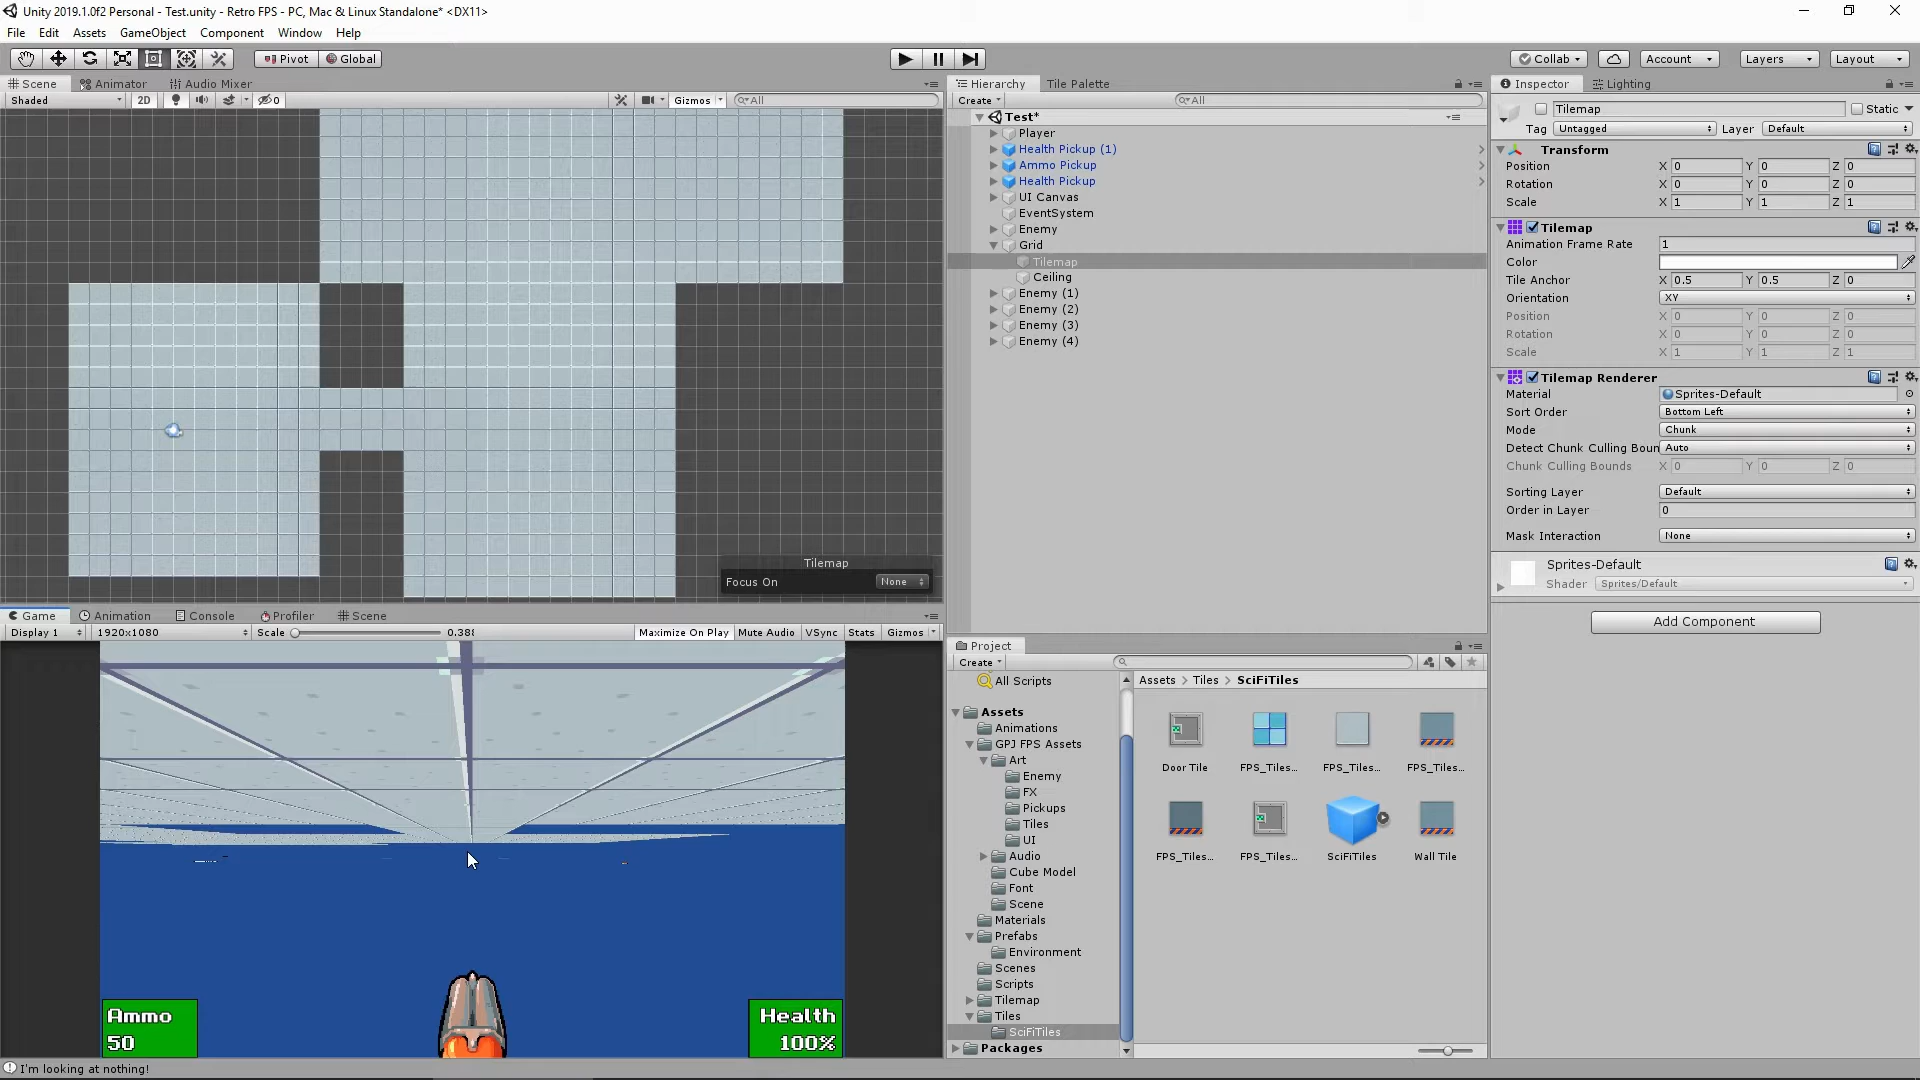 Unity 2019.1.0f2 Personal - Test.unity - Retro FPS - PC, Mac & Linux Standalone* <DX11>
File Edit Assets GameObject Component Window Help
Pivot Global Collab Account Layers Layout
Scene Animator Audio Mixer
Shaded 2D 0 Gizmos All
Tilemap
Focus On None
Hierarchy Tile Palette
Create All
Test*
Player
Health Pickup (1)
Ammo Pickup
Health Pickup
UI Canvas
EventSystem
Enemy
Grid
Tilemap
Ceiling
Enemy (1)
Enemy (2)
Enemy (3)
Enemy (4)
Inspector Lighting
Tilemap Static
Tag Untagged Layer Default
Transform
Position X 0 Y 0 Z 0
Rotation X 0 Y 0 Z 0
Scale X 1 Y 1 Z 1
Tilemap
Animation Frame Rate 1
Color
Tile Anchor X 0.5 Y 0.5 Z 0
Orientation XY
Position X 0 Y 0 Z 0
Rotation X 0 Y 0 Z 0
Scale X 1 Y 1 Z 1
Tilemap Renderer
Material Sprites-Default
Sort Order Bottom Left
Mode Chunk
Detect Chunk Culling Boun Auto
Chunk Culling Bounds X 0 Y 0 Z 0
Sorting Layer Default
Order in Layer 0
Mask Interaction None
Sprites-Default
Shader Sprites/Default
Add Component
Game Animation Console Profiler Scene
Display 1 1920x1080 Scale 0.388 Maximize On Play Mute Audio VSync Stats Gizmos
Ammo
50
Health
100%
Project
Create
All Scripts
Assets
Animations
GPJ FPS Assets
Art
Enemy
FX
Pickups
Tiles
UI
Audio
Cube Model
Font
Scene
Materials
Prefabs
Environment
Scenes
Scripts
Tilemap
Tiles
SciFiTiles
Packages
Assets > Tiles > SciFiTiles
Door Tile FPS_Tiles... FPS_Tiles... FPS_Tiles...
FPS_Tiles... FPS_Tiles... SciFiTiles Wall Tile
I'm looking at nothing!